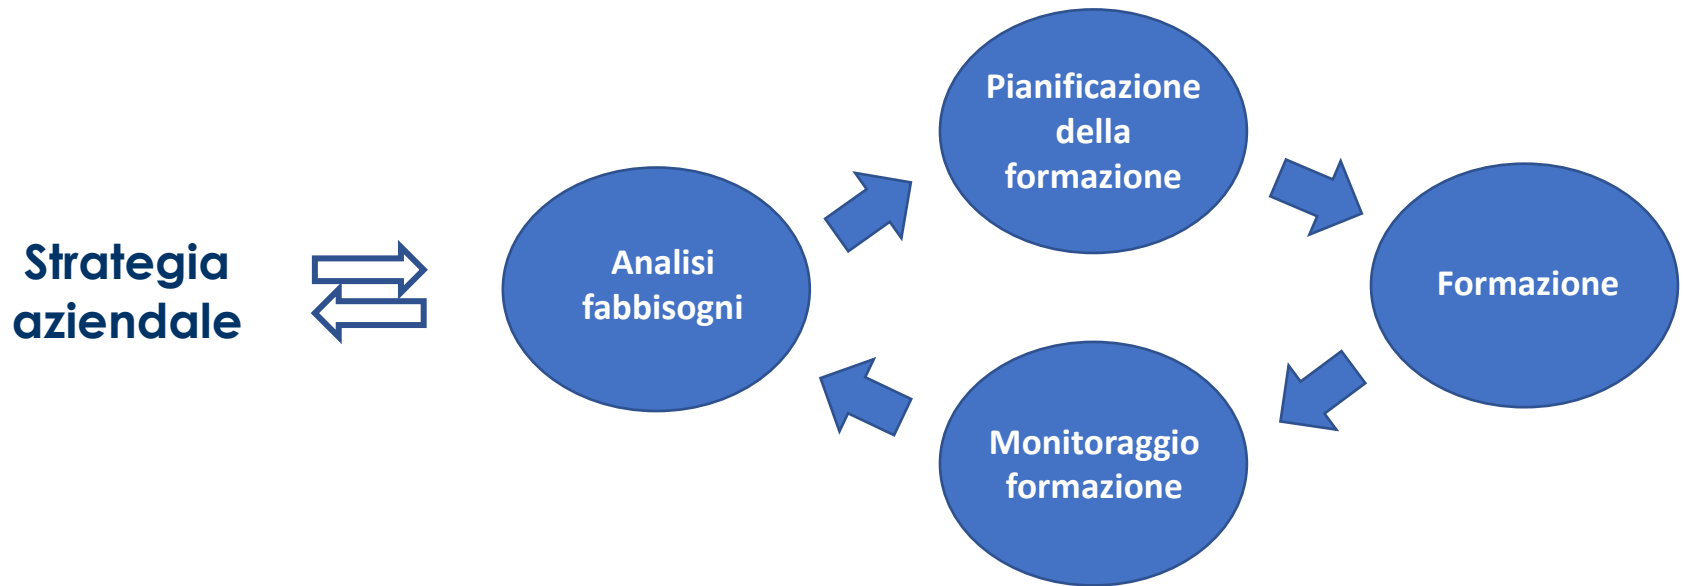 Strategia
aziendale
Analisi
fabbisogni
Pianificazione
della
formazione
Formazione
Monitoraggio
formazione